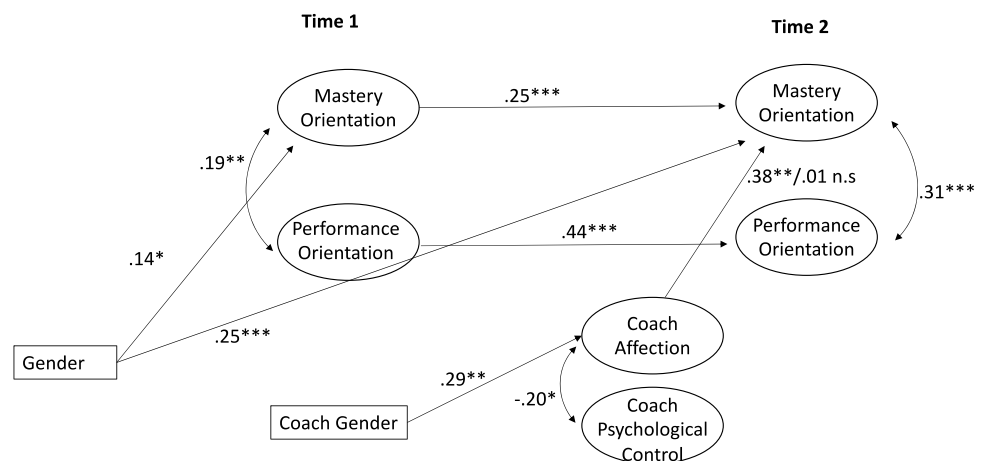 Time 1
Time 2
Mastery
Orientation
.25***
Mastery
Orientation
.19**
.38**/.01 n.s
.31***
Performance
Orientation
.44***
Performance
Orientation
.14*
.25***
Gender
Coach
Affection
.29**
-.20*
Coach Gender
Coach
Psychological
Control